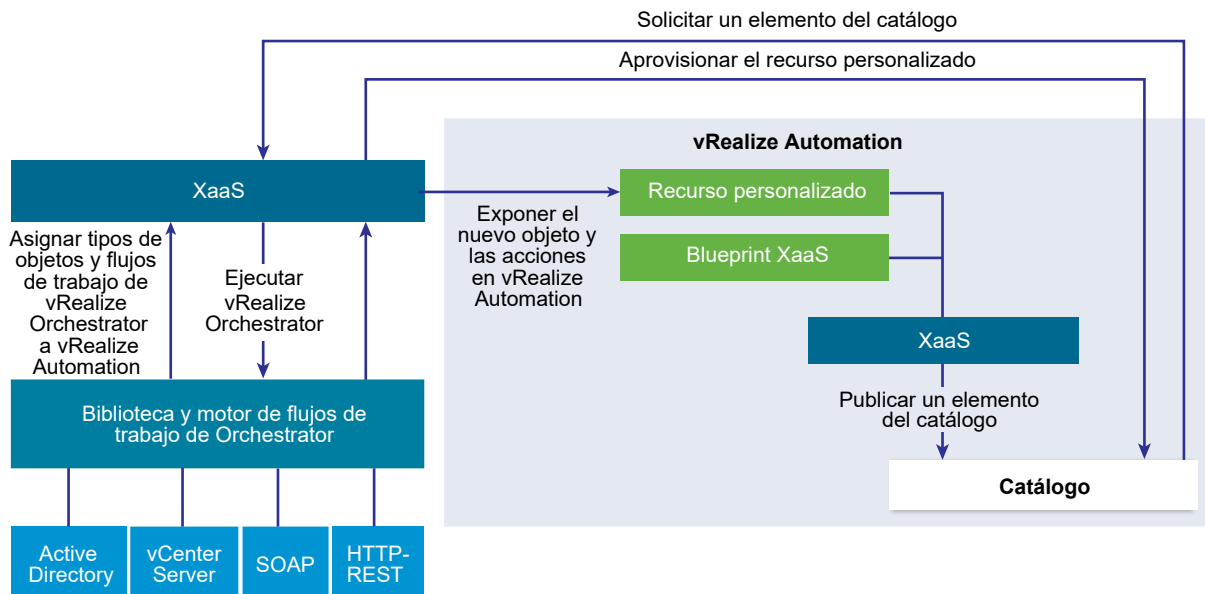 Solicitar un elemento del catálogo
Aprovisionar el recurso personalizado
vRealize Automation
XaaS
Recurso personalizado
Exponer el
nuevo objeto y
las acciones
en vRealize
Automation
Blueprint XaaS
Asignar tipos de
objetos y flujos
de trabajo de
vRealize
Orchestrator
a vRealize
Automation
Ejecutar
vRealize
Orchestrator
XaaS
Publicar un elemento
del catálogo
Biblioteca y motor de flujos de
trabajo de Orchestrator
Catálogo
Active
Directory
vCenter
Server
SOAP
HTTP-
REST